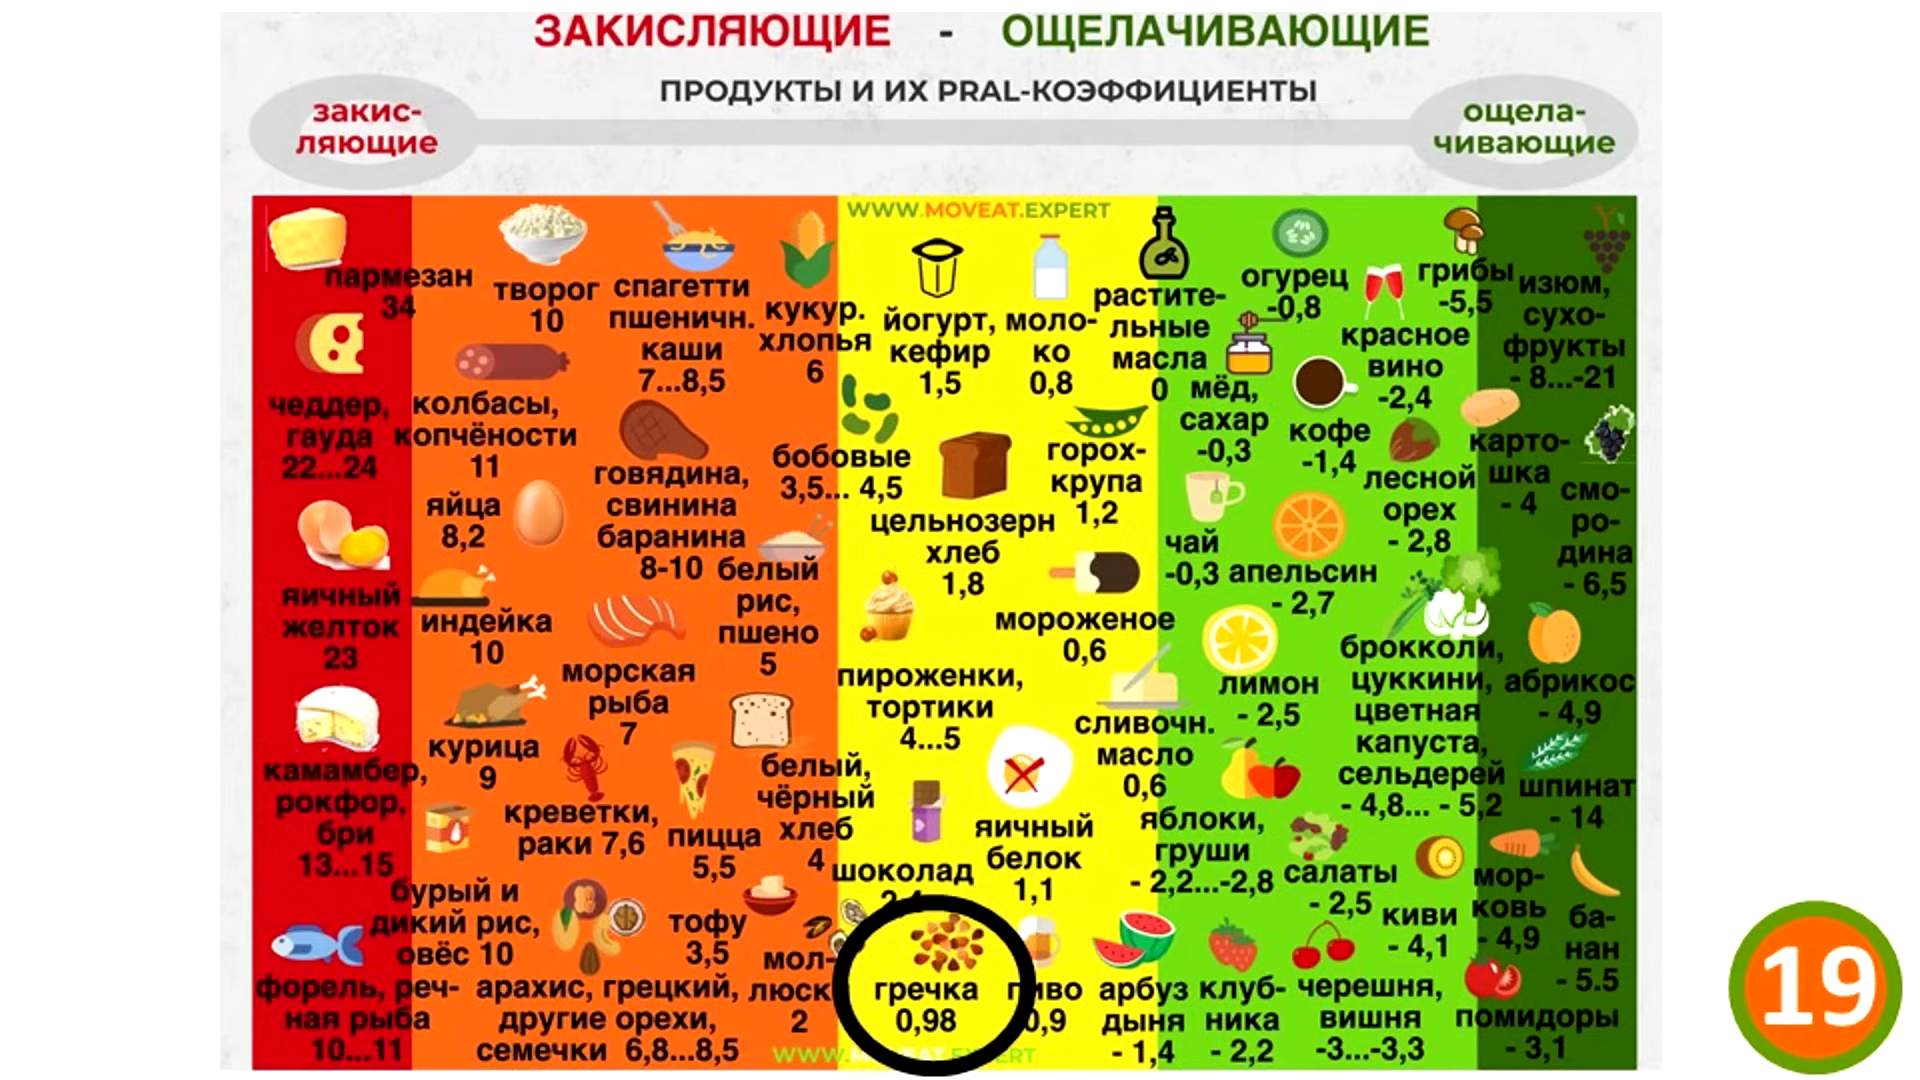 ЗАКИСЛЯЮЩИЕ - ОЩЕЛАЧИВАЮЩИЕ
ПРОДУКТЫ И ИХ PRAL-КОЭФФИЦИЕНТЫ
закис-
ляющие
ощела-
чивающие
WWW.MOVEAT.EXPERT
пармезан
34
чеддер,
гауда
22...24
яичный
желток
23
камамбер,
рокфор,
бри
13...15
форель, реч-
ная рыба
10...11
творог
10
колбасы,
копчёности
11
яйца
8,2
индейка
10
курица
9
бурый и
дикий рис,
овёс 10
спагетти
пшеничн.
каши
7...8,5
говядина,
свинина
баранина
8-10
морская
рыба
7
креветки,
раки 7,6
арахис, грецкий,
другие орехи,
семечки 6,8...8,5
кукур.
хлопья
6
бобовые
3,5... 4,5
белый
рис,
пшено
5
белый,
чёрный
хлеб
4
пицца
5,5
тофу
3,5
мол-
люск
2
йогурт,
кефир
1,5
моло-
ко
0,8
цельнозерн
хлеб
1,8
горох-
крупа
1,2
мороженое
0,6
пироженки,
тортики
4...5
сливочн.
масло
0,6
шоколад
яичный
белок
1,1
гречка
0,98
пиво
0,9
расти­те-
льные
масла
0
огурец
-0,8
мёд,
сахар
-0,3
чай
-0,3
красное
вино
-2,4
кофе
-1,4
грибы
-5,5
лесной
орех
- 2,8
апельсин
- 2,7
лимон
- 2,5
брокколи,
цуккини,
цветная
капуста,
сельдерей
- 4,8... - 5,2
яблоки,
груши
- 2,2...-2,8
салаты
- 2,5
киви
- 4,1
арбуз
дыня
- 1,4
клуб-
ника
- 2,2
черешня,
вишня
-3...-3,3
изюм,
сухо-
фрукты
- 8...-21
карто-
шка
- 4
смо-
ро-
дина
- 6,5
абрикос
- 4,9
шпинат
- 14
мор-
ковь
- 4,9
ба-
нан
- 5.5
помидоры
- 3,1
WWW.MOVEAT.EXPERT
19